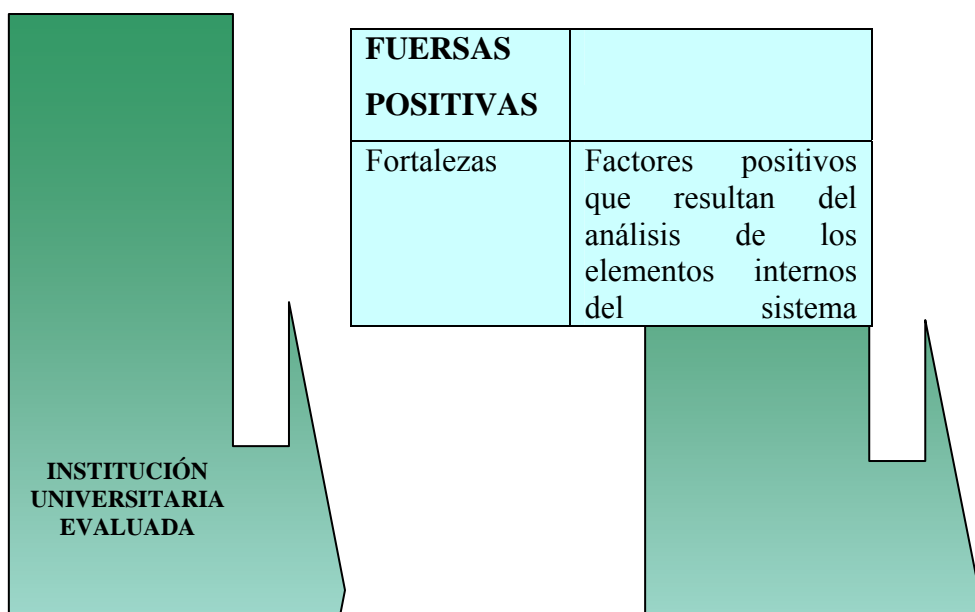 FUERSAS
POSITIVAS
Fortalezas
Factores positivos
que resultan del
análisis de los
elementos internos
del sistema
INSTITUCIÓN
UNIVERSITARIA
EVALUADA